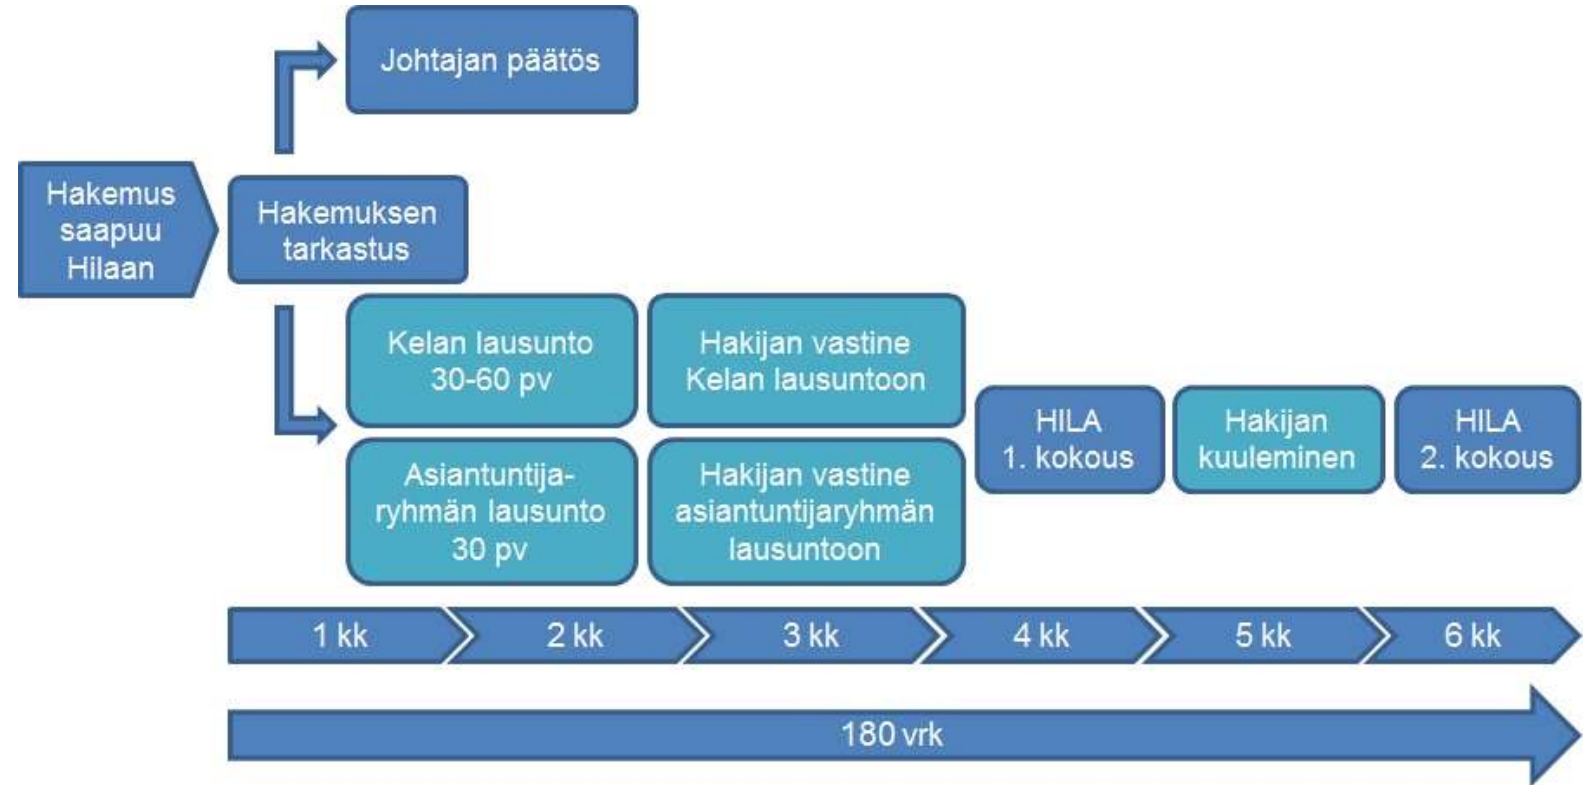 Johtajan päätös
Hakemus
saapuu
Hilaan
Hakemuksen
tarkastus
Kelan lausunto
30-60 pv
Hakijan vastine
Kelan lausuntoon
Asiantuntija-
ryhmän lausunto
30 pv
Hakijan vastine
asiantuntijaryhmän
lausuntoon
HILA
1. kokous
Hakijan
kuuleminen
HILA
2. kokous
1 kk
2 kk
3 kk
4 kk
5 kk
6 kk
180 vrk